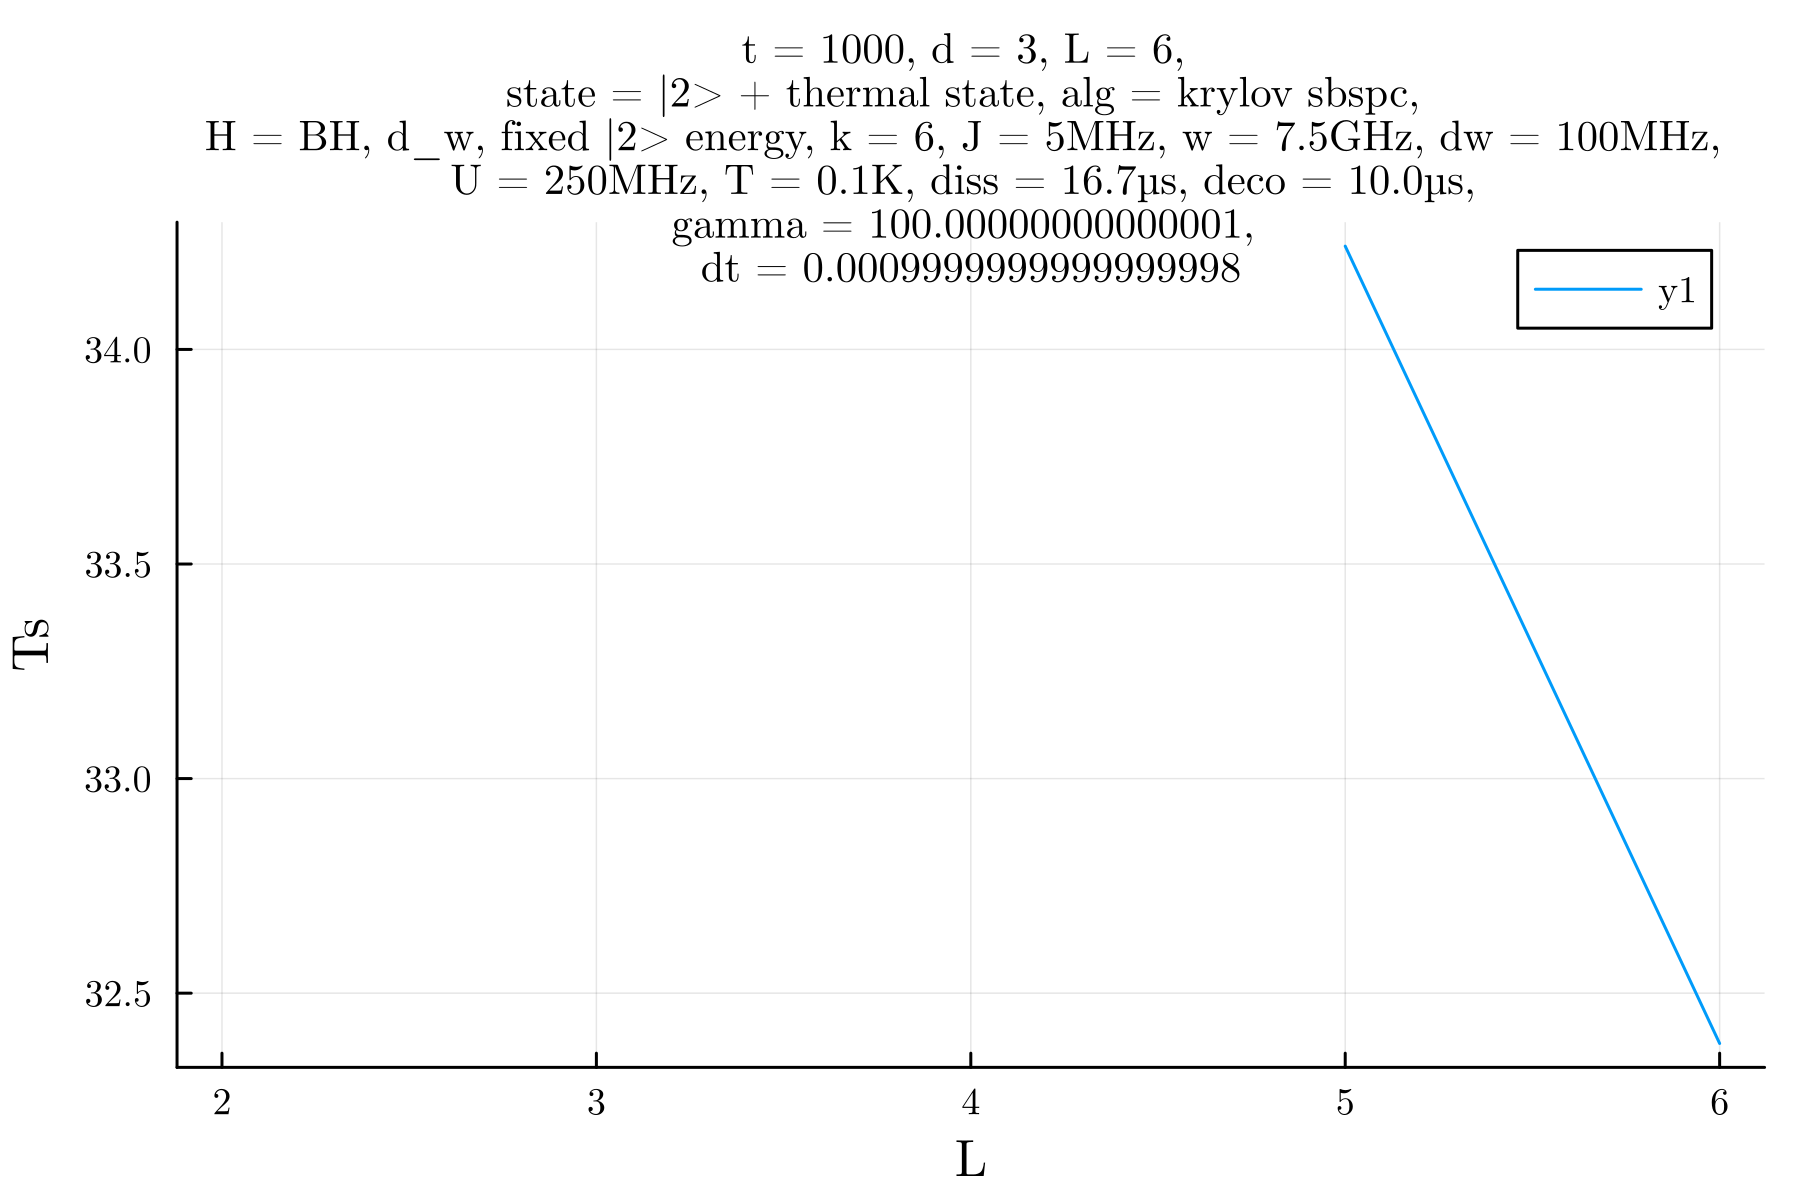 t = 1000, d = 3, L = 6,
state = |2> + thermal state, alg = krylov sbspc,
H = BH, d_w, fixed |2> energy, k = 6, J = 5MHz, w = 7.5GHz, dw = 100MHz,
U = 250MHz, T = 0.1K, diss = 16.7µs, deco = 10.0µs,
gamma = 100.00000000000001,
dt = 0.0009999999999999998
y1
34.0
33.5
33.0
32.5
Ts
2 3 4 5 6
L